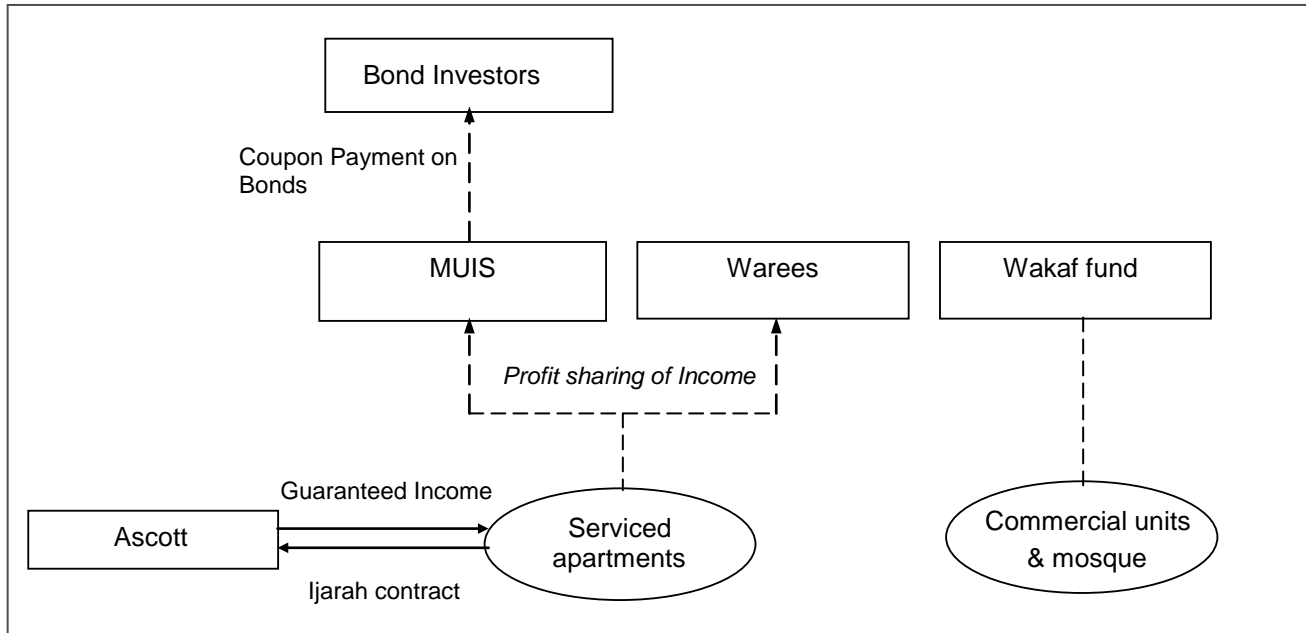 Bond Investors
Coupon Payment on
Bonds
MUIS
Warees
Wakaf fund
Profit sharing of Income
Guaranteed Income
Ascott
Serviced
apartments
Commercial units
& mosque
Ijarah contract